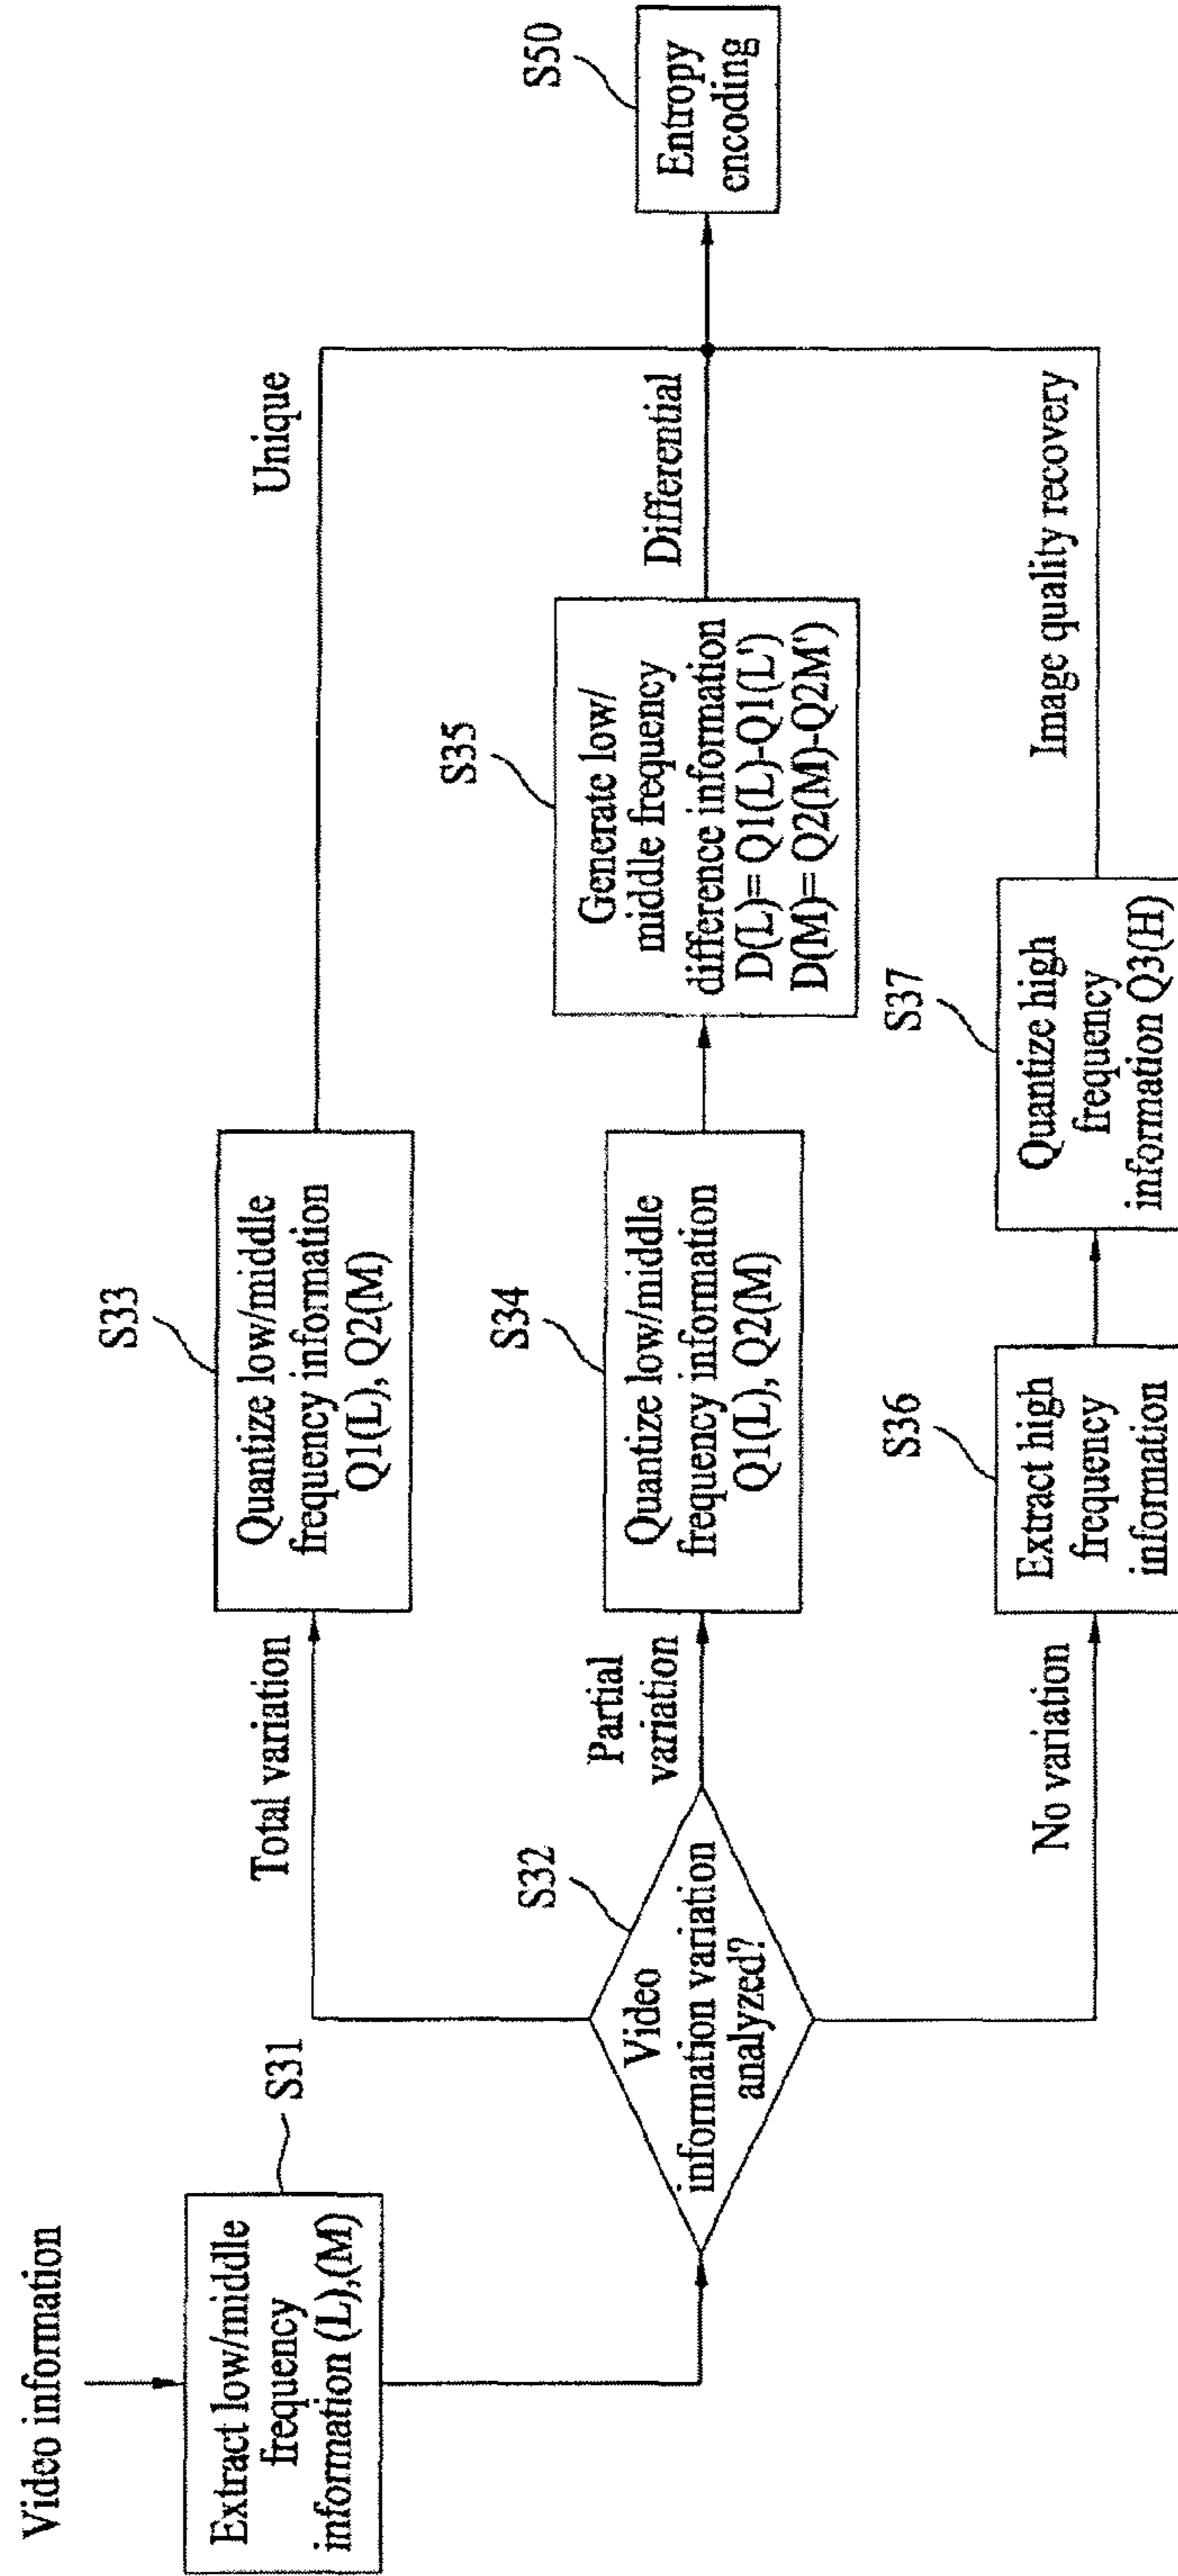 Video information
S31
Extract low/middle
frequency
information (L),(M)
S32
Video
information variation
analyzed?
Total variation
S33
Quantize low/middle
frequency information
Q1(L), Q2(M)
Unique
Partial
variation
S34
Quantize low/middle
frequency information
Q1(L), Q2(M)
S35
Generate low/
middle frequency
difference information
D(L)= Q1(L)-Q1(L')
D(M)= Q2(M)-Q2M')
Differential
No variation
S36
Extract high
frequency
information
S37
Quantize high
frequency
information Q3(H)
Image quality recovery
S50
Entropy
encoding